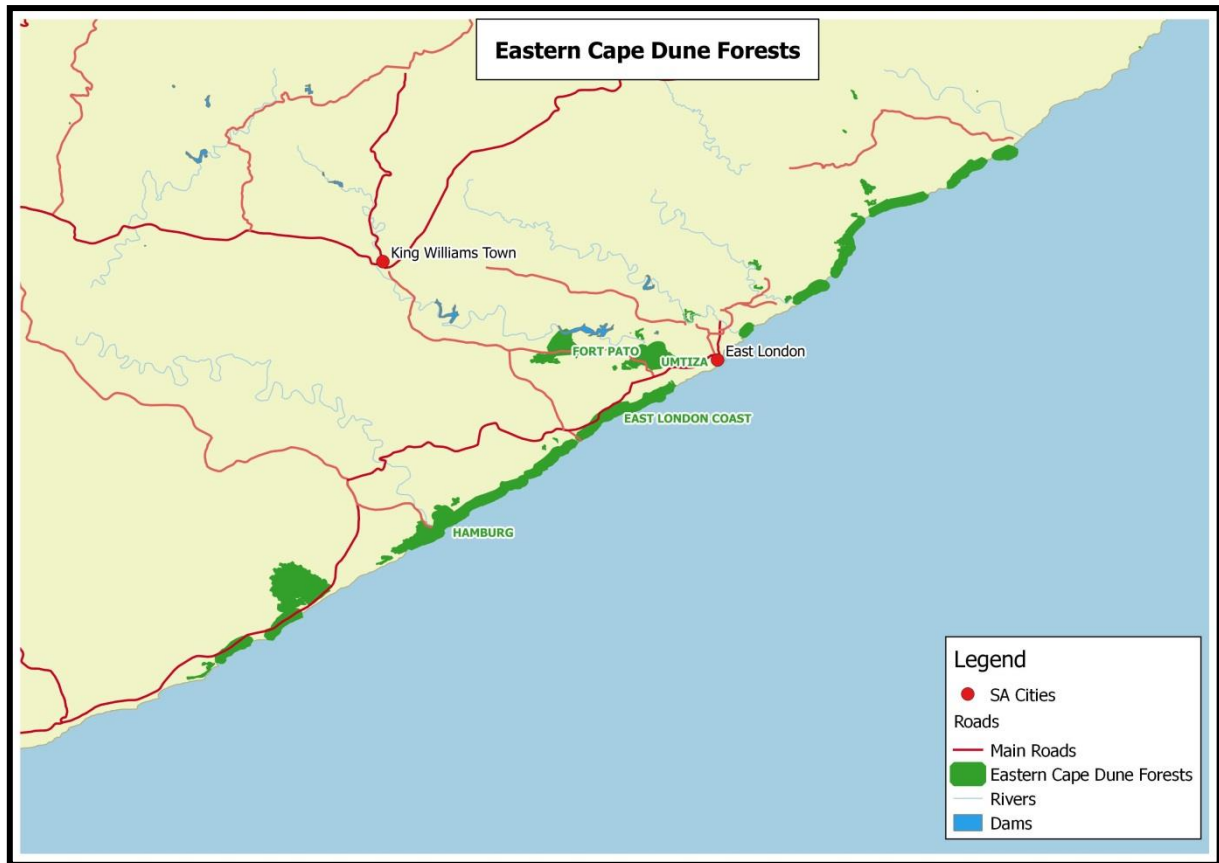 Eastern Cape Dune Forests
King Williams Town
FORT PATO
UMTIZA
East London
EAST LONDON COAST
HAMBURG
Legend
SA Cities
Roads
Main Roads
Eastern Cape Dune Forests
Rivers
Dams